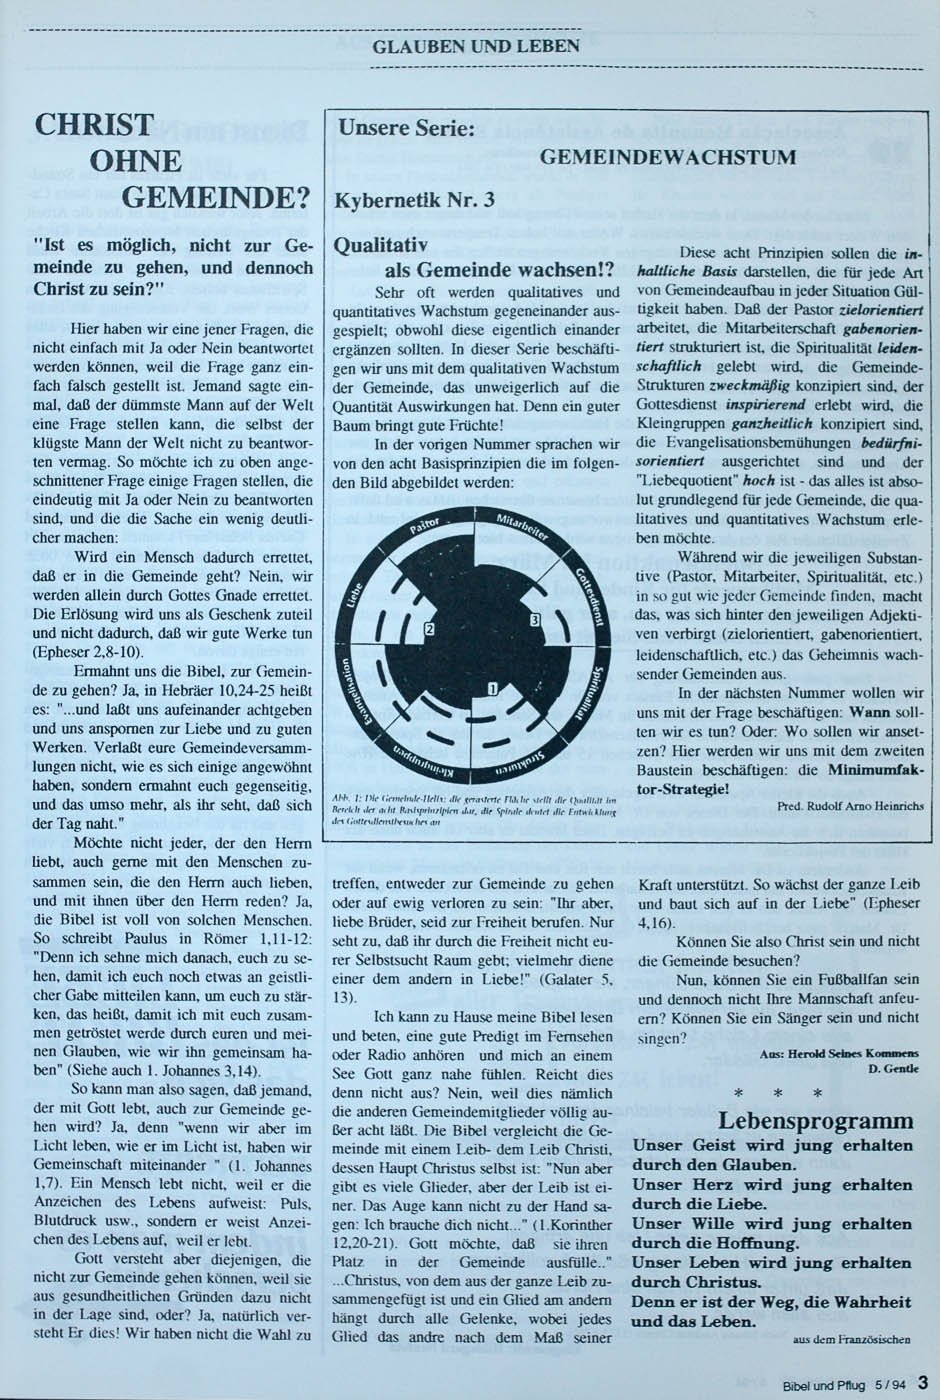 GLAUBEN UND LEBEN
CHRIST
OHNE
GEMEINDE?
"Ist es möglich, nicht zur Ge-
meinde zu gehen, und dennoch
Christ zu sein?"
Hier haben wir eine jener Fragen, die
nicht einfach mit Ja oder Nein beantwortet
werden können, weil die Frage ganz ein-
fach falsch gestellt ist. Jemand sagte ein-
mal, daß der dümmste Mann auf der Welt
eine Frage stellen kann, die selbst der
klügste Mann der Welt nicht zu beantwor-
ten vermag. So möchte ich zu oben ange-
schnittener Frage einige Fragen stellen, die
eindeutig mit Ja oder Nein zu beantworten
sind, und die die Sache ein wenig deutli-
cher machen:
Wird ein Mensch dadurch errettet,
daß er in die Gemeinde geht? Nein, wir
werden allein durch Gottes Gnade errettet.
Die Erlösung wird uns als Geschenk zuteil
und nicht dadurch, daß wir gute Werke tun
(Epheser 2,8-10).
Ermahnt uns die Bibel, zur Gemein-
de zu gehen? Ja, in Hebräer 10,24-25 heißt
es: "...und laßt uns aufeinander achtgeben
und uns anspornen zur Liebe und zu guten
Werken. Verlaßt eure Gemeindeversamm-
lungen nicht, wie es sich einige angewöhnt
haben, sondern ermahnt euch gegenseitig,
und das umso mehr, als ihr seht, daß sich
der Tag naht."
Möchte nicht jeder, der den Herrn
liebt, auch gerne mit den Menschen zu-
sammen sein, die den Herrn auch lieben,
und mit ihnen über den Herrn reden? Ja,
die Bibel ist voll von solchen Menschen.
So schreibt Paulus in Römer 1,11-12:
"Denn ich sehne mich danach, euch zu se-
hen, damit ich euch noch etwas an geistli-
cher Gabe mitteilen kann, um euch zu stär-
ken, das heißt, damit ich mit euch zusam-
men getröstet werde durch euren und mei-
nen Glauben, wie wir ihn gemeinsam ha-
ben" (Siehe auch 1. Johannes 3,14).
So kann man also sagen, daß jemand,
der mit Gott lebt, auch zur Gemeinde ge-
hen wird? Ja, denn "wenn wir aber im
Licht leben, wie er im Licht ist, haben wir
Gemeinschaft miteinander " (1. Johannes
1,7). Ein Mensch lebt nicht, weil er die
Anzeichen des Lebens aufweist: Puls,
Blutdruck usw., sondern er weist Anzei-
chen des Lebens auf, weil er lebt.
Gott versteht aber diejenigen, die
nicht zur Gemeinde gehen können, weil sie
aus gesundheitlichen Gründen dazu nicht
in der Lage sind, oder? Ja, natürlich ver-
steht Er dies! Wir haben nicht die Wahl zu
treffen, entweder zur Gemeinde zu gehen
oder auf ewig verloren zu sein: "Ihr aber,
liebe Brüder, seid zur Freiheit berufen. Nur
seht zu, daß ihr durch die Freiheit nicht eu-
rer Selbstsucht Raum gebt; vielmehr diene
einer dem andern in Liebe!" (Galater 5,
13).
Ich kann zu Hause meine Bibel lesen
und beten, eine gute Predigt im Fernsehen
oder Radio anhören und mich an einem
See Gott ganz nahe fühlen. Reicht dies
denn nicht aus? Nein, weil dies nämlich
die anderen Gemeindemitglieder völlig au-
ßer acht läßt. Die Bibel vergleicht die Ge-
meinde mit einem Leib- dem Leib Christi,
dessen Haupt Christus selbst ist: "Nun aber
gibt es viele Glieder, aber der Leib ist ei-
ner. Das Auge kann nicht zu der Hand sa-
gen: Ich brauche dich nicht..." (1.Korinther
12,20-21). Gott möchte, daß sie ihren
Platz in der Gemeinde ausfülle.."
...Christus, von dem aus der ganze Leib zu-
sammengefügt ist und ein Glied am andern
hängt durch alle Gelenke, wobei jedes
Glied das andre nach dem Maß seiner
Kraft unterstützt. So wächst der ganze Leib
und baut sich auf in der Liebe" (Epheser
4,16).
Können Sie also Christ sein und nicht
die Gemeinde besuchen?
Nun, können Sie ein Fußballfan sein
und dennoch nicht Ihre Mannschaft anfeu-
ern? Können Sie ein Sänger sein und nicht
singen?
Aus: Herold Seines Kommens
D. Gentle
* * *
Unsere Serie:
GEMEINDEWACHSTUM
Kybernetik Nr. 3
Qualitativ
als Gemeinde wachsen!?
Sehr oft werden qualitatives und
quantitatives Wachstum gegeneinander aus-
gespielt; obwohl diese eigentlich einander
ergänzen sollten. In dieser Serie beschäfti-
gen wir uns mit dem qualitativen Wachstum
der Gemeinde, das unweigerlich auf die
Quantität Auswirkungen hat. Denn ein guter
Baum bringt gute Früchte!
In der vorigen Nummer sprachen wir
von den acht Basisprinzipien die im folgen-
den Bild abgebildet werden:
Pastor
Mitarbeiter
Gottesdienst
Spiritualität
Strukturen
Kleingruppen
Evangelisation
Liebe
1
2
3
Abb. 1: Die Gemeinde-Helix: die gerasterte Fläche stellt die Qualität im
Bereich der acht Basisprinzipien dar, die Spirale deutet die Entwicklung
des Gottesdienstbesuches an
Diese acht Prinzipien sollen die in-
haltliche Basis darstellen, die für jede Art
von Gemeindeaufbau in jeder Situation Gül-
tigkeit haben. Daß der Pastor zielorientiert
arbeitet, die Mitarbeiterschaft gabenorien-
tiert strukturiert ist, die Spiritualität leiden-
schaftlich gelebt wird, die Gemeinde-
Strukturen zweckmäßig konzipiert sind, der
Gottesdienst inspirierend erlebt wird, die
Kleingruppen ganzheitlich konzipiert sind,
die Evangelisationsbemühungen bedürfni-
sorientiert ausgerichtet sind und der
"Liebequotient" hoch ist - das alles ist abso-
lut grundlegend für jede Gemeinde, die qua-
litatives und quantitatives Wachstum erle-
ben möchte.
Während wir die jeweiligen Substan-
tive (Pastor, Mitarbeiter, Spiritualität, etc.)
in so gut wie jeder Gemeinde finden, macht
das, was sich hinter den jeweiligen Adjekti-
ven verbirgt (zielorientiert, gabenorientiert,
leidenschaftlich, etc.) das Geheimnis wach-
sender Gemeinden aus.
In der nächsten Nummer wollen wir
uns mit der Frage beschäftigen: Wann soll-
ten wir es tun? Oder: Wo sollen wir anset-
zen? Hier werden wir uns mit dem zweiten
Baustein beschäftigen: die Minimumfak-
tor-Strategie!
Pred. Rudolf Arno Heinrichs
Lebensprogramm
Unser Geist wird jung erhalten
durch den Glauben.
Unser Herz wird jung erhalten
durch die Liebe.
Unser Wille wird jung erhalten
durch die Hoffnung.
Unser Leben wird jung erhalten
durch Christus.
Denn er ist der Weg, die Wahrheit
und das Leben.
aus dem Französischen
Bibel und Pflug 5 / 94 3